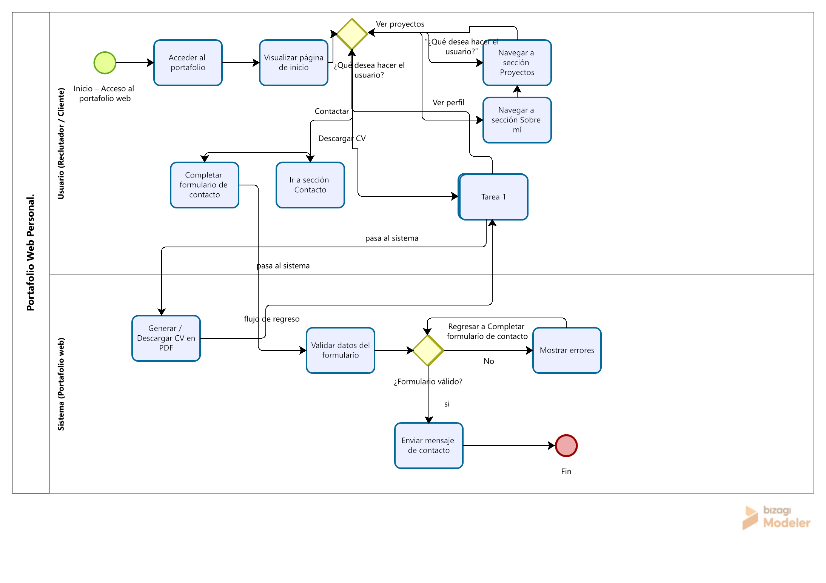 Portafolio Web Personal.
Usuario (Reclutador / Cliente)
Inicio – Acceso al
portafolio web
Acceder al
portafolio
Visualizar página
de inicio
¿Qué desea hacer el
usuario?
Ver proyectos
"¿Qué desea hacer el
usuario?"
Navegar a
sección
Proyectos
Ver perfil
Navegar a
sección Sobre
mí
Contactar
Descargar CV
Completar
formulario de
contacto
Ir a sección
Contacto
Tarea 1
pasa al sistema
pasa al sistema
Sistema (Portafolio web)
flujo de regreso
Generar /
Descargar CV en
PDF
Validar datos del
formulario
Regresar a Completar
formulario de contacto
No
Mostrar errores
¿Formulario válido?
si
Enviar mensaje
de contacto
Fin
bizagi
Modeler